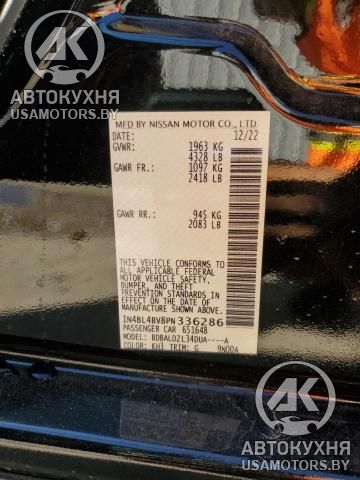 АК
АВТОКУХНЯ
USAMOTORS.BY
MFD BY NISSAN MOTOR CO., LTD
DATE: 12/22
GVWR: 1963 KG
4328 LB
GAWR FR.: 1097 KG
2418 LB
GAWR RR.: 945 KG
2083 LB
THIS VEHICLE CONFORMS TO
ALL APPLICABLE FEDERAL
MOTOR VEHICLE SAFETY,
BUMPER, AND THEFT
PREVENTION STANDARDS
IN EFFECT ON THE DATE OF
MANUFACTURE SHOWN ABOVE
1N4BL4BV8PN336286
PASSENGER CAR 651648
MODEL: BDBALDZL34DUA----A
COLOR: KH3 TRIM: G 9N00A
АК
АВТОКУХНЯ
USAMOTORS.BY